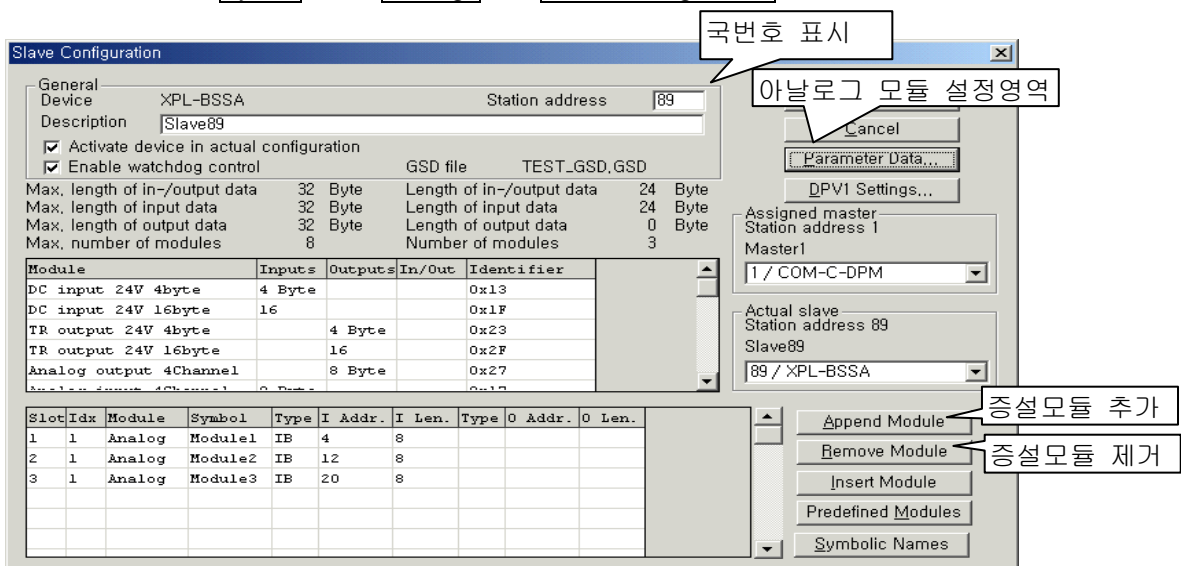 국번호 표시
Slave Configuration
아날로그 모듈 설정영역
General
Device XPL-BSSA Station address 89
Description Slave89
Activate device in actual configuration
Enable watchdog control GSD file TEST_GSD.GSD
Cancel
Parameter Data...
DPV1 Settings...
Max. length of in-/output data 32 Byte Length of in-/output data 24 Byte
Max. length of input data 32 Byte Length of input data 24 Byte
Max. length of output data 32 Byte Length of output data 0 Byte
Max. number of modules 8 Number of modules 3
Assigned master
Station address 1
Master1
1 / COM-C-DPM
Module Inputs Outputs In/Out Identifier
DC input 24V 4byte 4 Byte 0x13
DC input 24V 16byte 16 0x1F
TR output 24V 4byte 4 Byte 0x23
TR output 24V 16byte 16 0x2F
Analog output 4Channel 8 Byte 0x27
Actual slave
Station address 89
Slave89
89 / XPL-BSSA
Slot Idx Module Symbol Type I Addr. I Len. Type O Addr. O Len.
1 1 Analog Module1 IB 4 8
2 1 Analog Module2 IB 12 8
3 1 Analog Module3 IB 20 8
Append Module
증설모듈 추가
Remove Module
증설모듈 제거
Insert Module
Predefined Modules
Symbolic Names